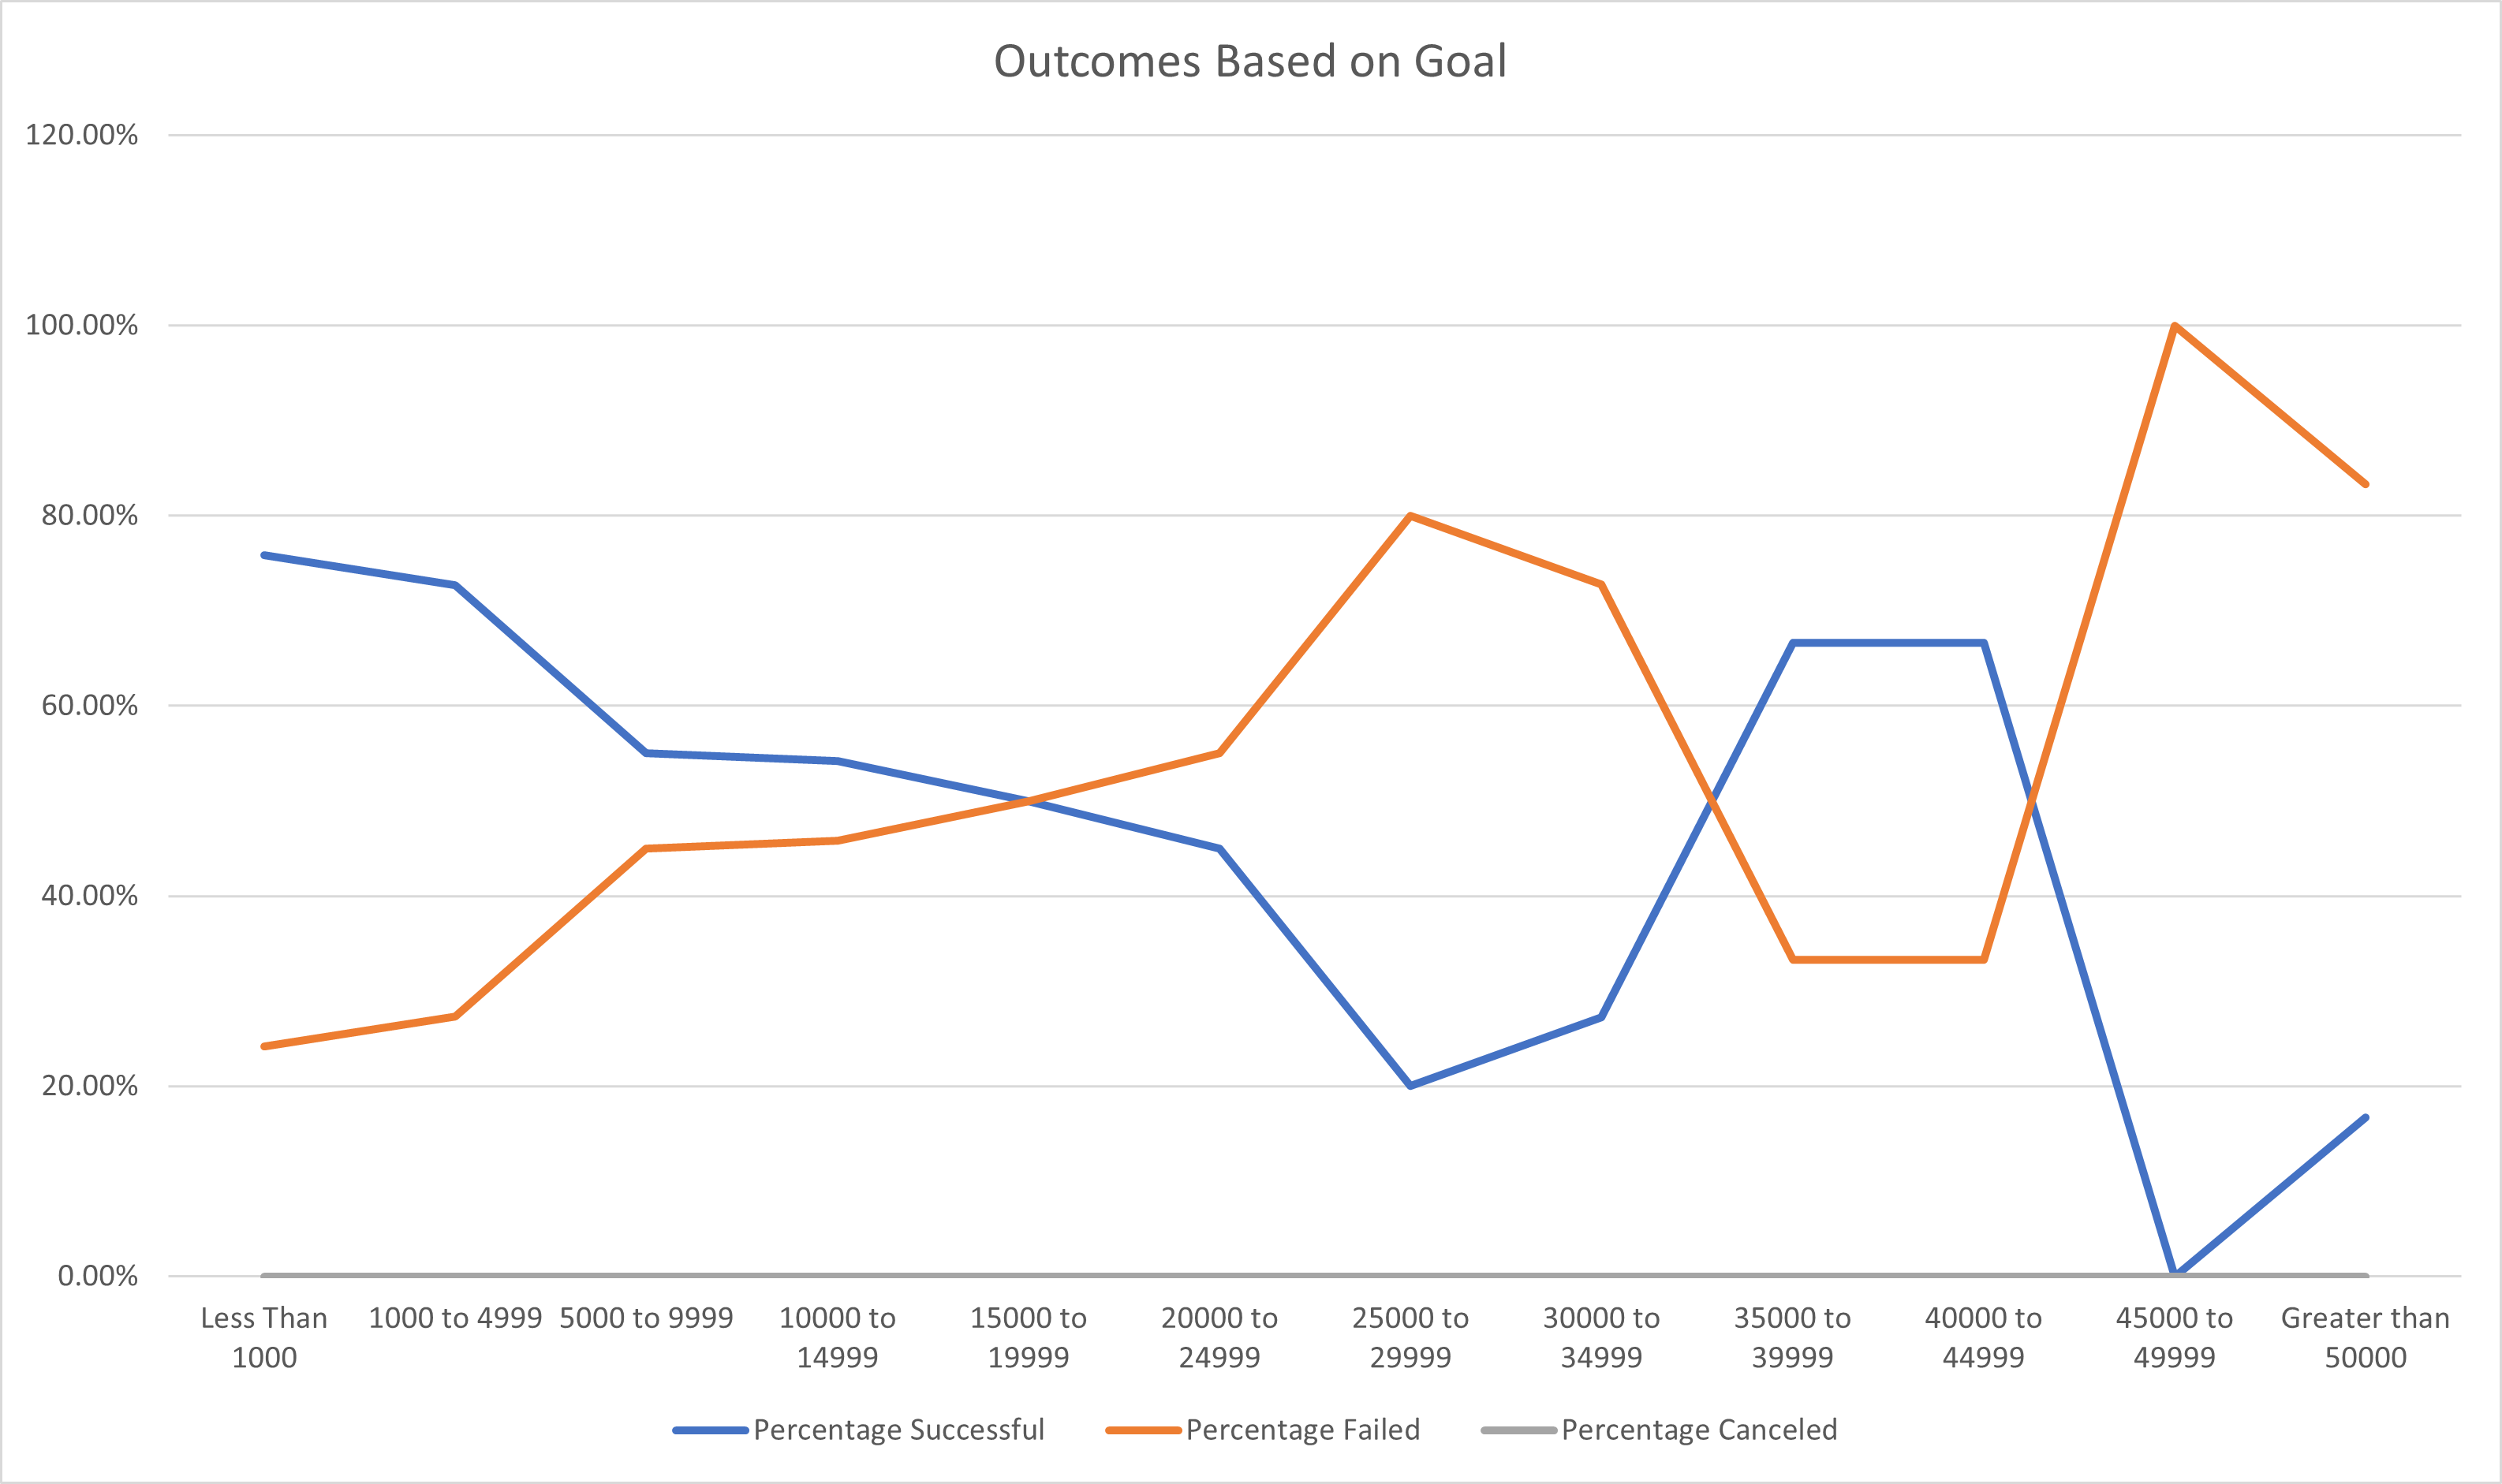 Outcomes Based on Goal
120.00%
100.00%
80.00%
60.00%
40.00%
20.00%
0.00%
Less Than
1000
1000 to 4999
5000 to 9999
10000 to
14999
15000 to
19999
20000 to
24999
25000 to
29999
30000 to
34999
35000 to
39999
40000 to
44999
45000 to
49999
Greater than
50000
Percentage Successful
Percentage Failed
Percentage Canceled